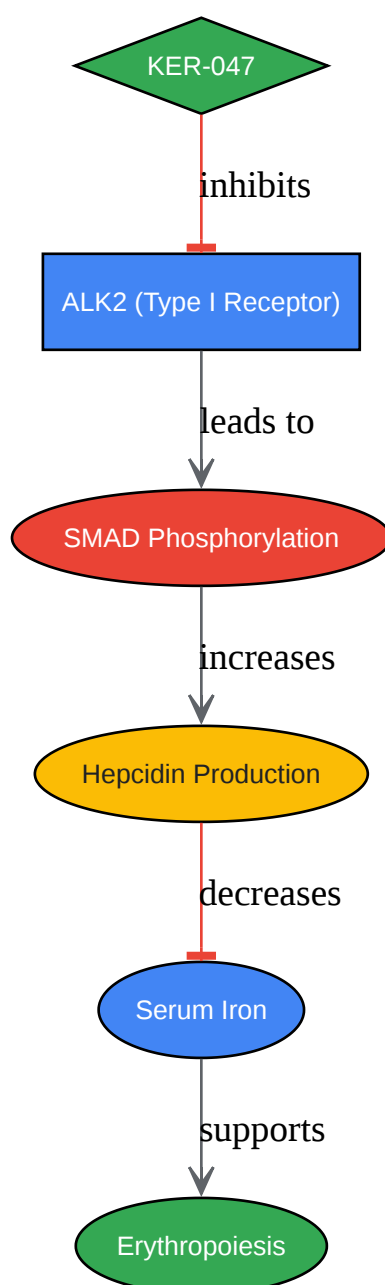 KER-047
inhibits
ALK2 (Type I Receptor)
leads to
SMAD Phosphorylation
increases
Hepcidin Production
decreases
Serum Iron
supports
Erythropoiesis